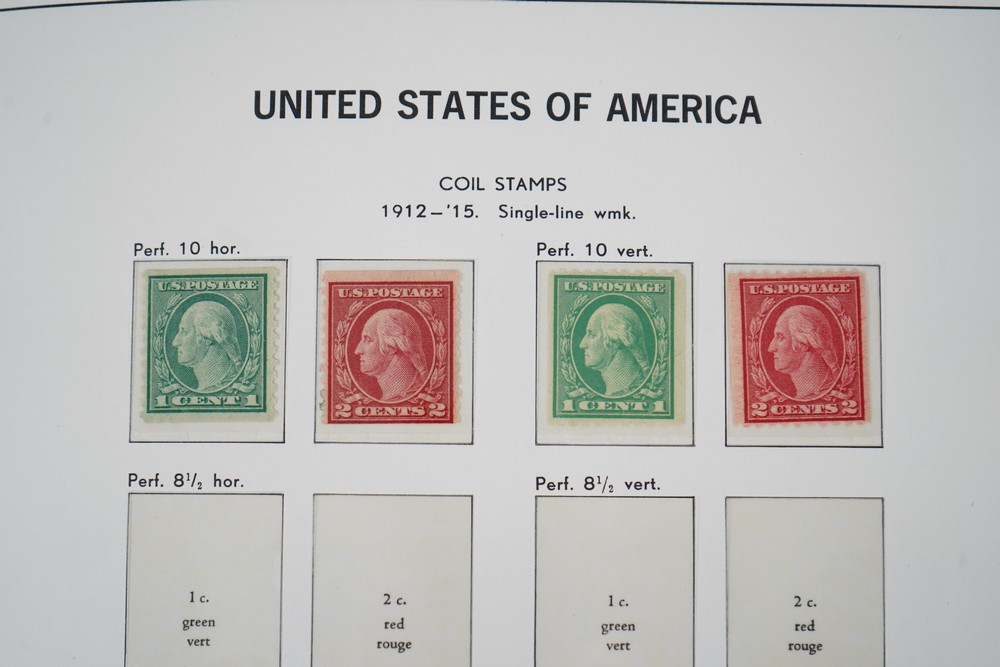 UNITED STATES OF AMERICA
COIL STAMPS
1912–'15. Single-line wmk.
Perf. 10 hor.
Perf. 10 vert.
U.S.POSTAGE
1 CENT 1
U.S.POSTAGE
2 CENTS 2
U.S.POSTAGE
1 CENT 1
U.S.POSTAGE
2 CENTS 2
Perf. 8½ hor.
Perf. 8½ vert.
1 c.
green
vert
2 c.
red
rouge
1 c.
green
vert
2 c.
red
rouge